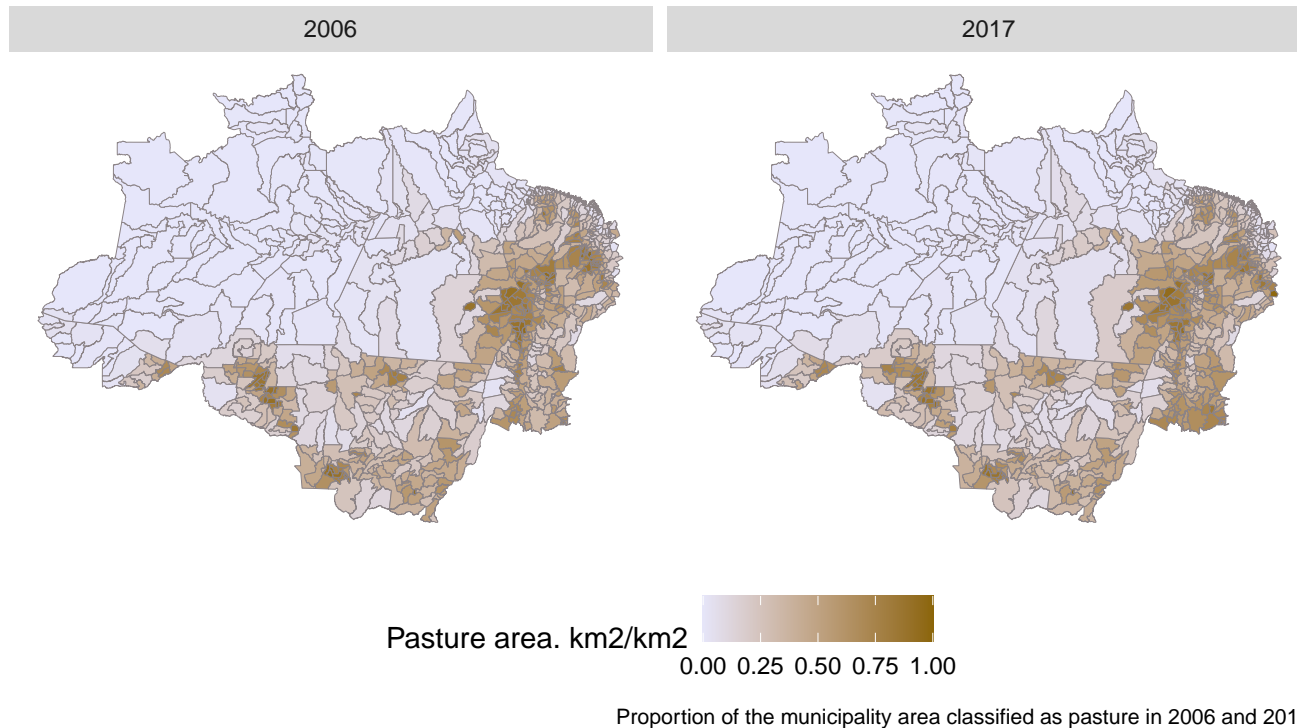 2006
2017
Pasture area. km2/km2
0.00 0.25 0.50 0.75 1.00
Proportion of the municipality area classified as pasture in 2006 and 201